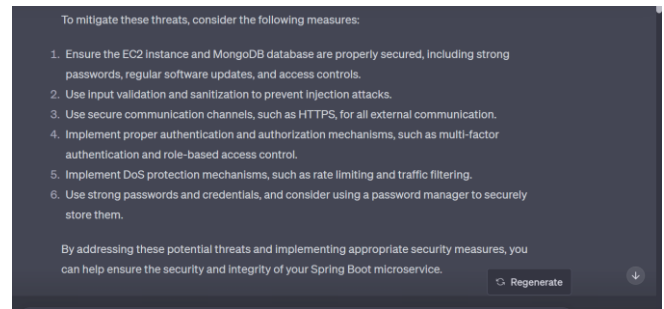 To mitigate these threats, consider the following measures:
1. Ensure the EC2 instance and MongoDB database are properly secured, including strong
passwords, regular software updates, and access controls.
2. Use input validation and sanitization to prevent injection attacks.
3. Use secure communication channels, such as HTTPS, for all external communication.
4. Implement proper authentication and authorization mechanisms, such as multi-factor
authentication and role-based access control.
5. Implement DoS protection mechanisms, such as rate limiting and traffic filtering.
6. Use strong passwords and credentials, and consider using a password manager to securely
store them.
By addressing these potential threats and implementing appropriate security measures, you
can help ensure the security and integrity of your Spring Boot microservice.
Regenerate